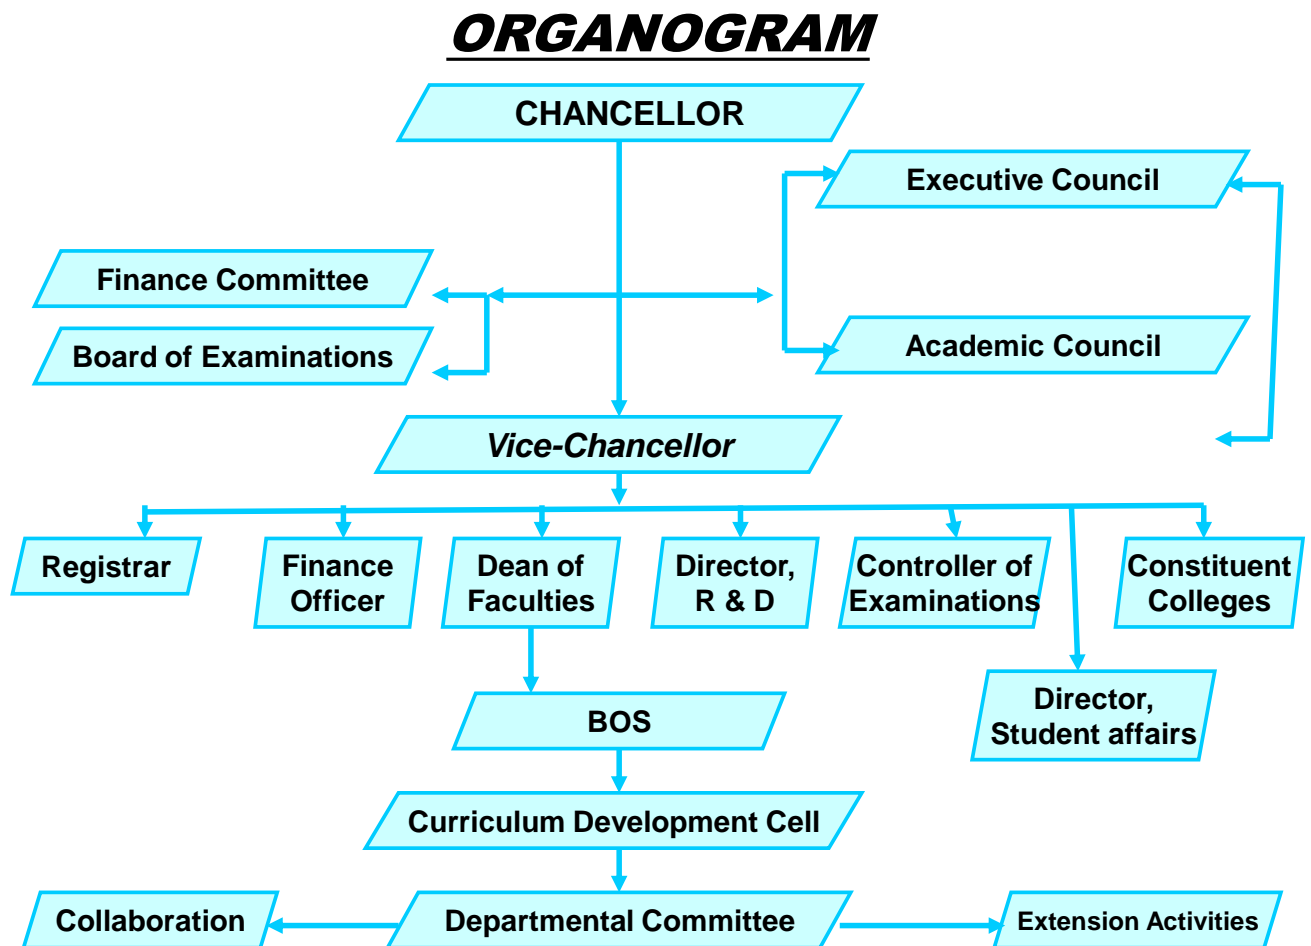 ORGANOGRAM
CHANCELLOR
Executive Council
Finance Committee
Board of Examinations
Academic Council
Vice-Chancellor
Registrar
Finance
Officer
Dean of
Faculties
Director,
R & D
Controller of
Examinations
Constituent
Colleges
Director,
Student affairs
BOS
Curriculum Development Cell
Collaboration
Departmental Committee
Extension Activities